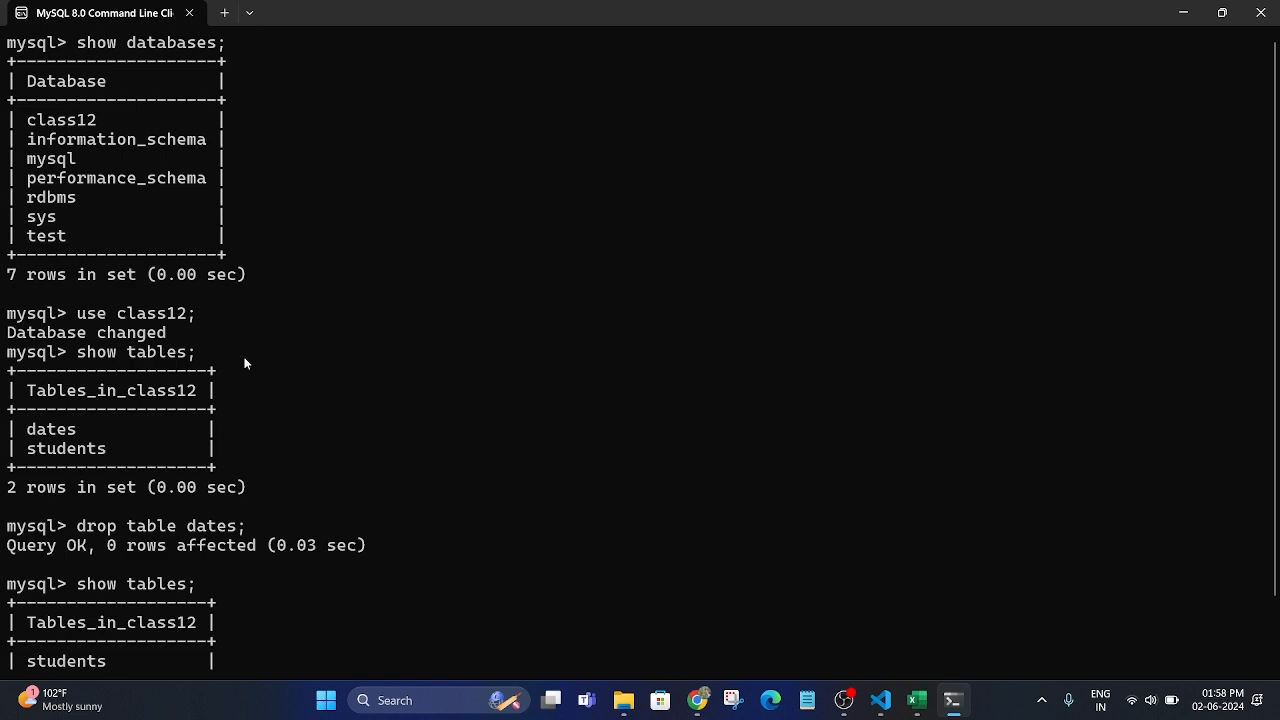 MySQL 8.0 Command Line Cli
mysql> show databases;
+--------------------+
| Database           |
+--------------------+
| class12            |
| information_schema |
| mysql              |
| performance_schema |
| rdbms              |
| sys                |
| test               |
+--------------------+
7 rows in set (0.00 sec)
mysql> use class12;
Database changed
mysql> show tables;
+-------------------+
| Tables_in_class12 |
+-------------------+
| dates             |
| students          |
+-------------------+
2 rows in set (0.00 sec)
mysql> drop table dates;
Query OK, 0 rows affected (0.03 sec)
mysql> show tables;
+-------------------+
| Tables_in_class12 |
+-------------------+
| students          |
1
102°F
Mostly sunny
Search
ENG
IN
01:58 PM
02-06-2024